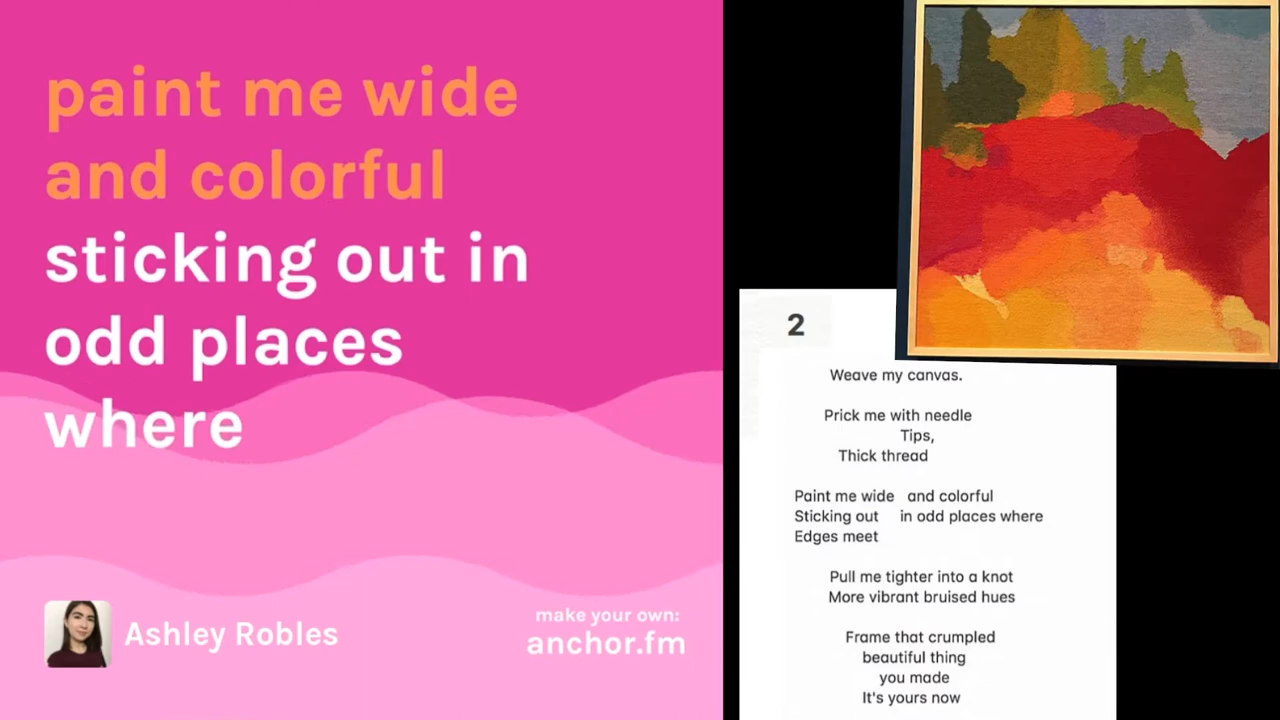 paint me wide
and colorful
sticking out in
odd places
where
Ashley Robles
make your own:
anchor.fm
2
Weave my canvas.
Prick me with needle
Tips,
Thick thread
Paint me wide   and colorful
Sticking out     in odd places where
Edges meet
Pull me tighter into a knot
More vibrant bruised hues
Frame that crumpled
beautiful thing
you made
It's yours now